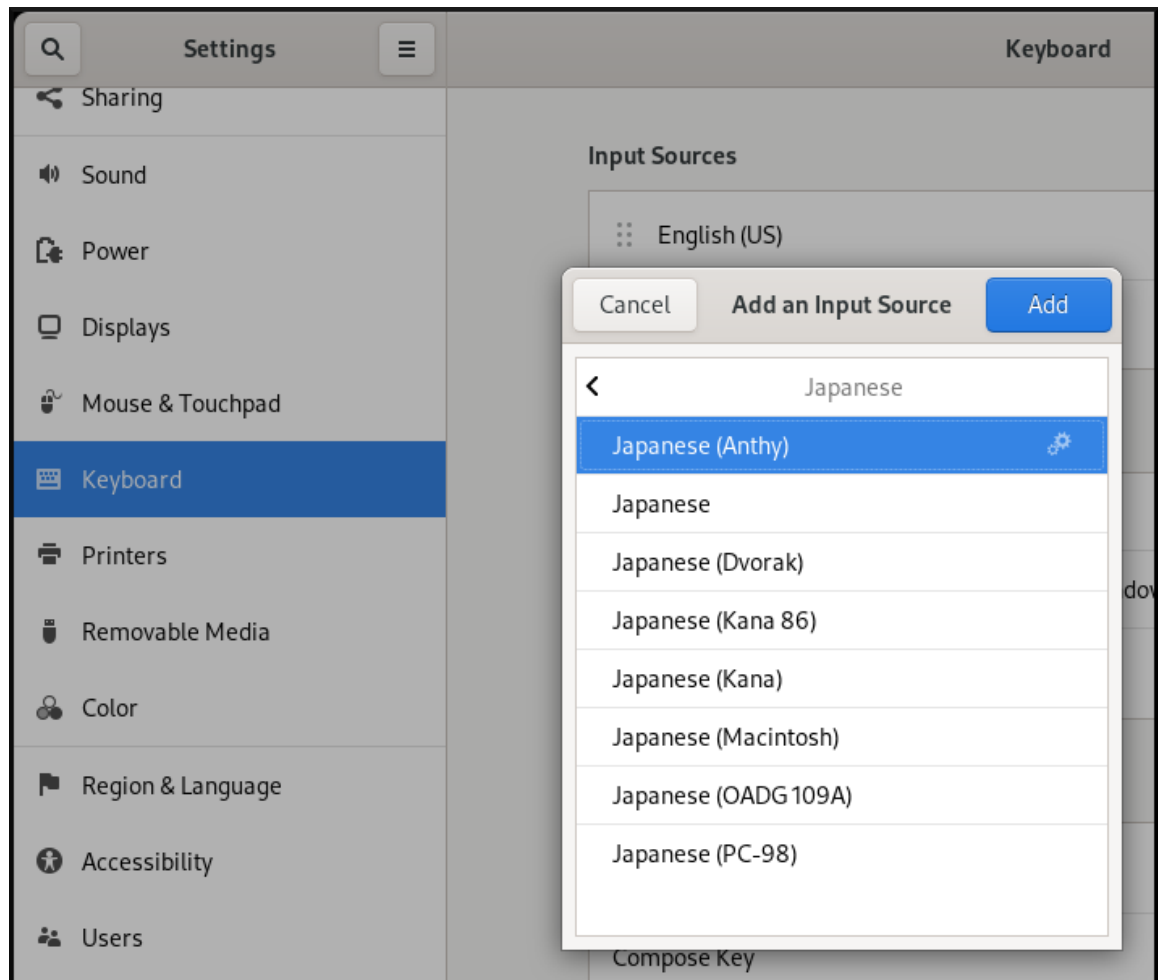 Settings
Keyboard
Sharing
Sound
Power
Displays
Mouse & Touchpad
Keyboard
Printers
Removable Media
Color
Region & Language
Accessibility
Users
Input Sources
English (US)
Cancel
Add an Input Source
Add
Japanese
Japanese (Anthy)
Japanese
Japanese (Dvorak)
Japanese (Kana 86)
Japanese (Kana)
Japanese (Macintosh)
Japanese (OADG 109A)
Japanese (PC-98)
Compose Key